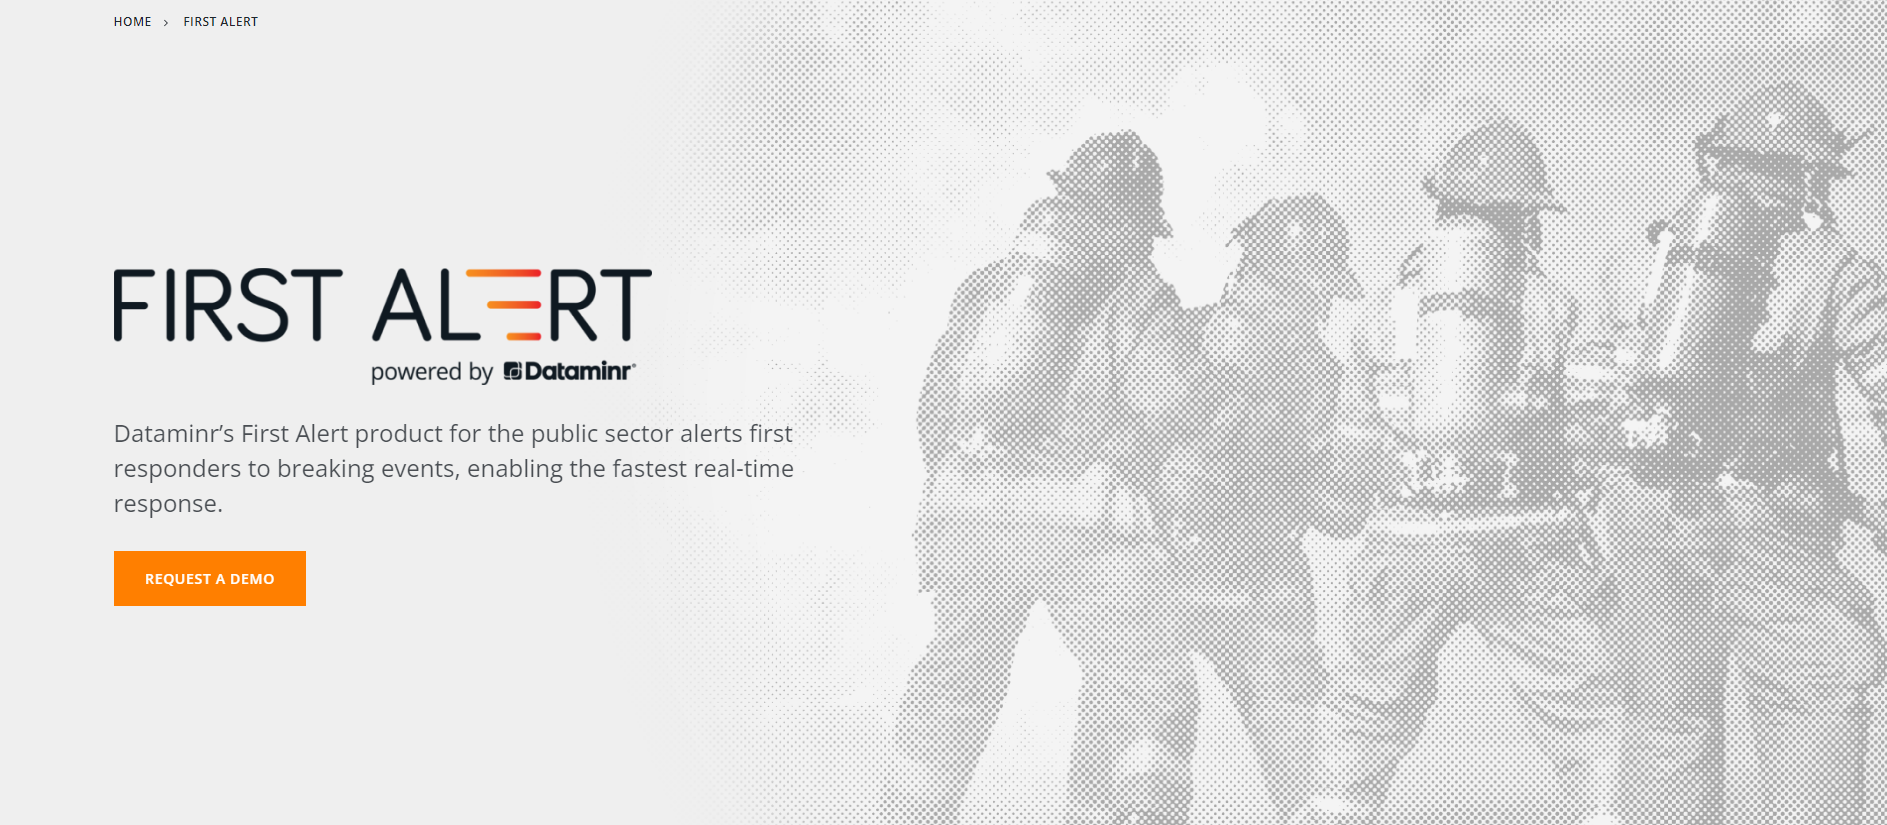 HOME > FIRST ALERT
FIRST ALERT
powered by Dataminr
Dataminr’s First Alert product for the public sector alerts first
responders to breaking events, enabling the fastest real-time
response.
REQUEST A DEMO